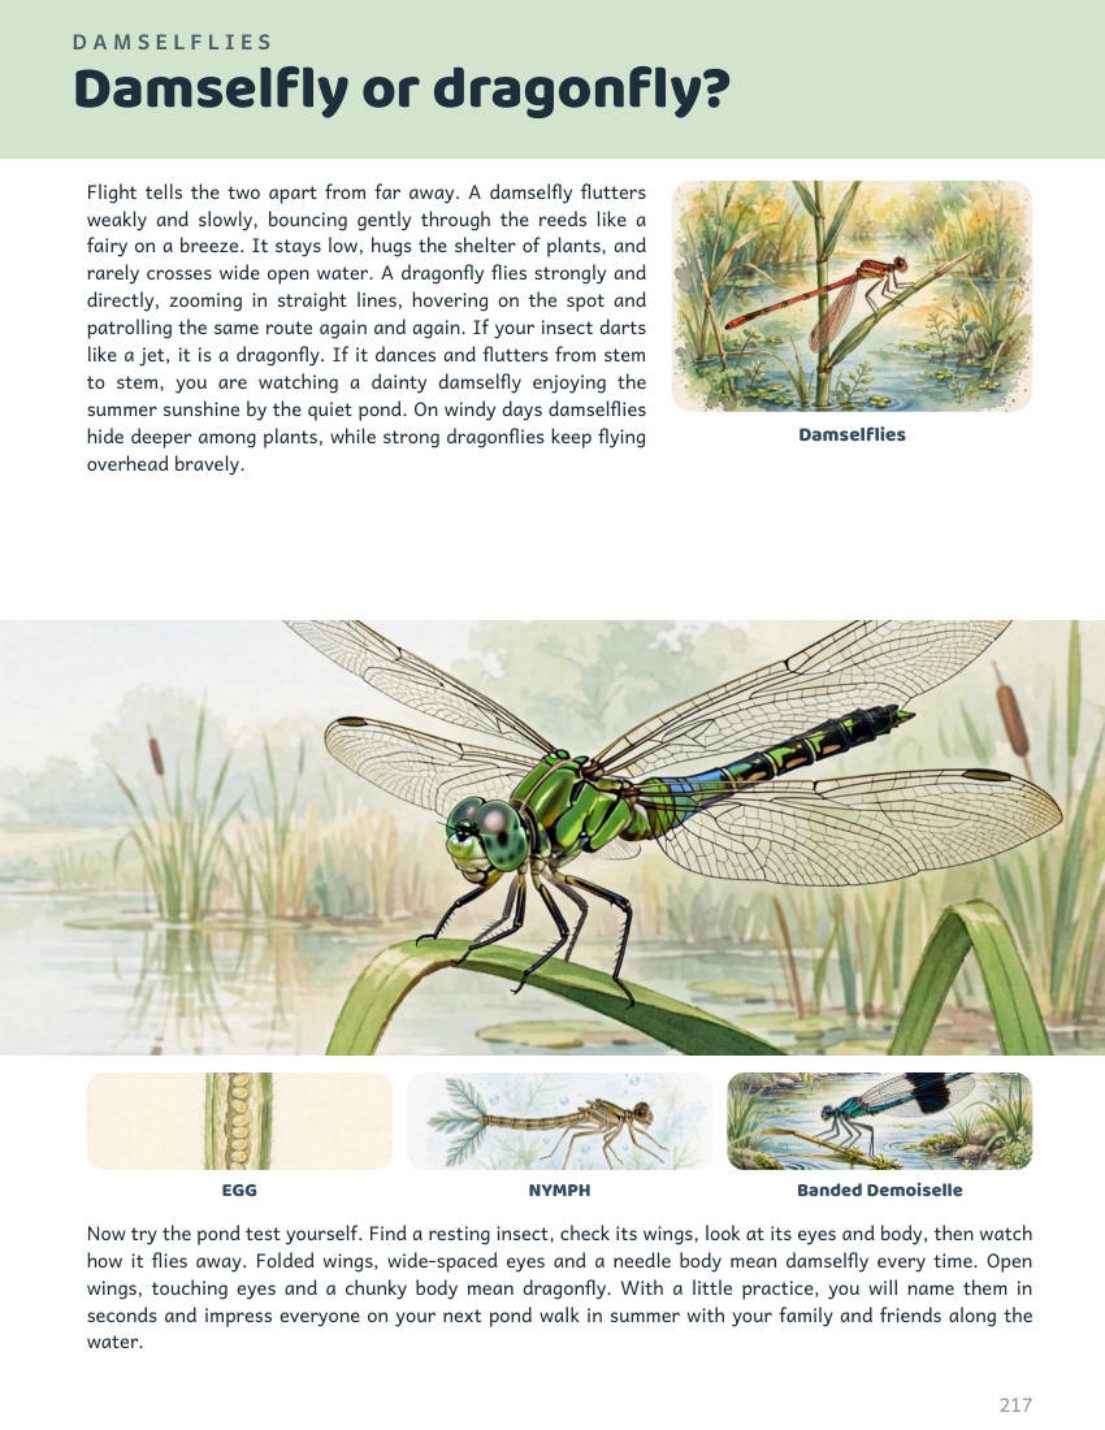 DAMSELFLIES
Damselfly or dragonfly?
Flight tells the two apart from far away. A damselfly flutters
weakly and slowly, bouncing gently through the reeds like a
fairy on a breeze. It stays low, hugs the shelter of plants, and
rarely crosses wide open water. A dragonfly flies strongly and
directly, zooming in straight lines, hovering on the spot and
patrolling the same route again and again. If your insect darts
like a jet, it is a dragonfly. If it dances and flutters from stem
to stem, you are watching a dainty damselfly enjoying the
summer sunshine by the quiet pond. On windy days damselflies
hide deeper among plants, while strong dragonflies keep flying
overhead bravely.
Damselflies
EGG
NYMPH
Banded Demoiselle
Now try the pond test yourself. Find a resting insect, check its wings, look at its eyes and body, then watch
how it flies away. Folded wings, wide-spaced eyes and a needle body mean damselfly every time. Open
wings, touching eyes and a chunky body mean dragonfly. With a little practice, you will name them in
seconds and impress everyone on your next pond walk in summer with your family and friends along the
water.
217